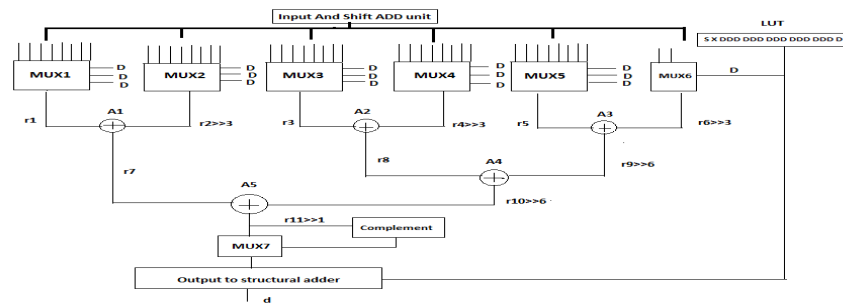 Input And Shift ADD unit
LUT
S X DDD DDD DDD DDD DDD D
MUX1
D
D
D
MUX2
D
D
D
MUX3
D
D
D
MUX4
D
D
D
MUX5
D
D
D
MUX6
D
r1
A1
r2>>3
r3
A2
r4>>3
r5
A3
r6>>3
r7
r8
A4
r9>>6
A5
r10>>6
r11>>1
Complement
MUX7
Output to structural adder
d